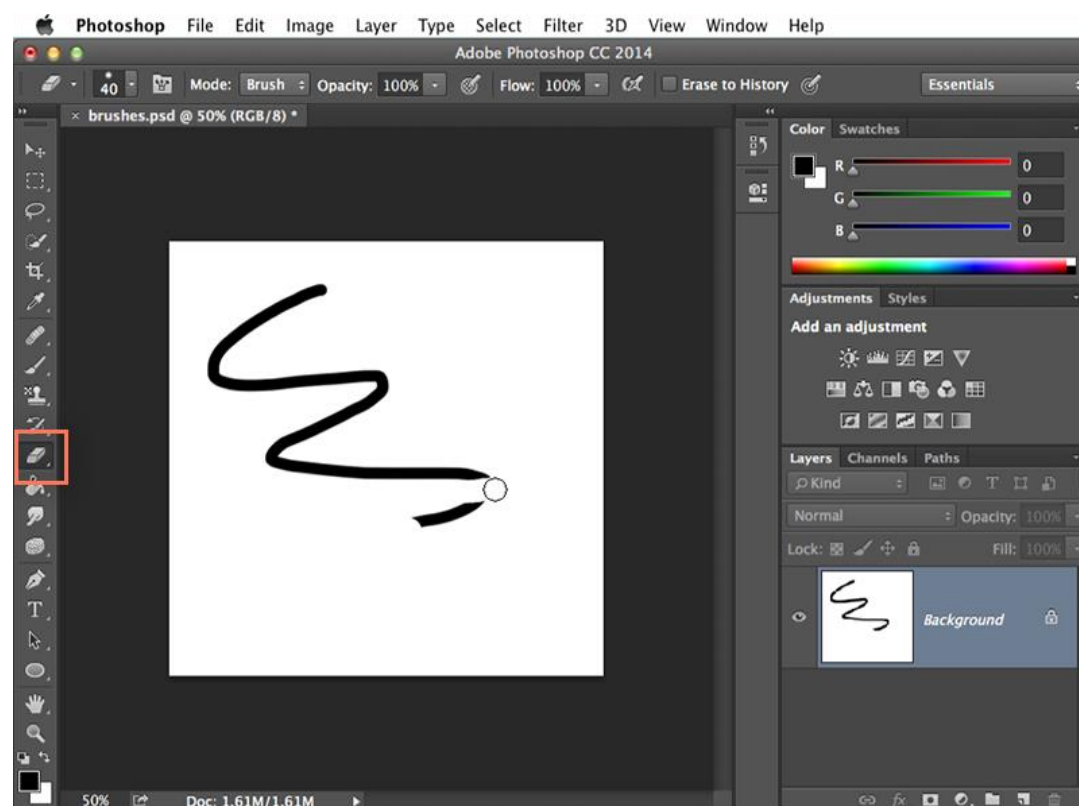 Photoshop File Edit Image Layer Type Select Filter 3D View Window Help
Adobe Photoshop CC 2014
40 Mode: Brush Opacity: 100% Flow: 100% Erase to History Essentials
× brushes.psd @ 50% (RGB/8) *
Color Swatches
R 0
G 0
B 0
Adjustments Styles
Add an adjustment
Layers Channels Paths
Kind T
Normal Opacity: 100%
Lock: Fill: 100%
Background
T
50% Doc: 1.61M/1.61M fx